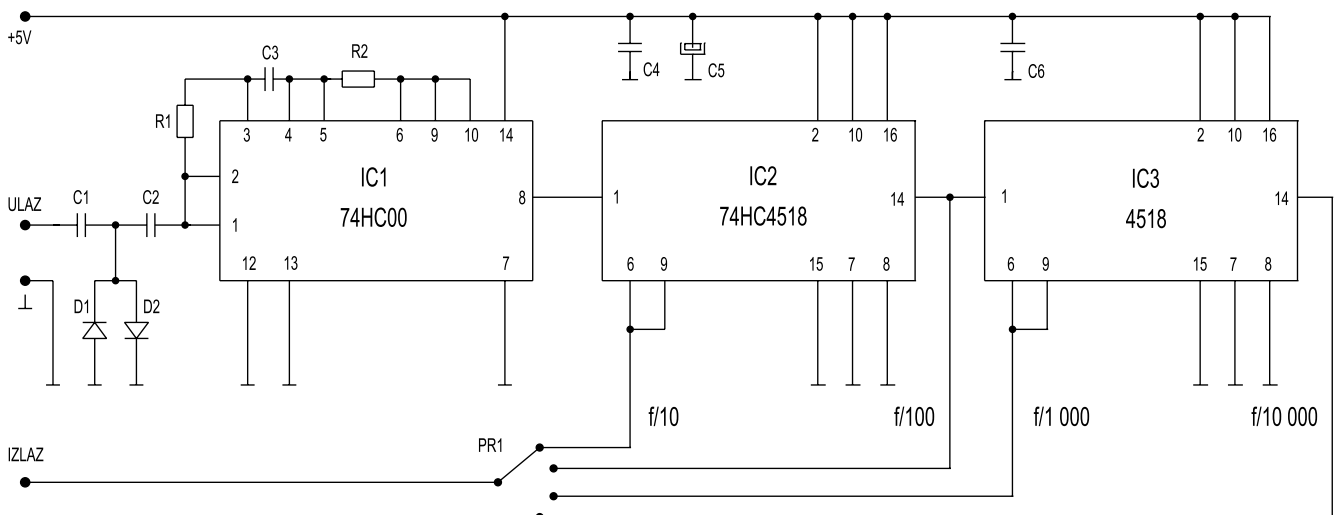 +5V
C3
R2
C4
C5
C6
R1
3
4
5
6
9
10
14
2
10
16
2
10
16
IC1
74HC00
IC2
74HC4518
IC3
4518
2
ULAZ
C1
C2
1
8
1
14
1
14
12
13
7
6
9
15
7
8
6
9
15
7
8
D1
D2
f/10
f/100
f/1 000
f/10 000
PR1
IZLAZ